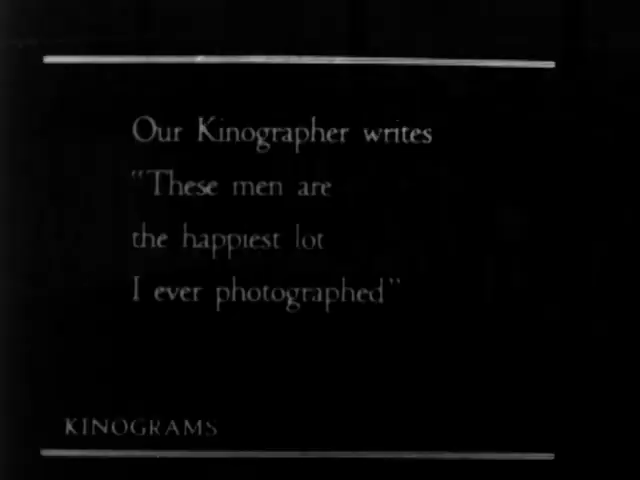 Our Kinographer writes
"These men are
the happiest lot
I ever photographed"
KINOGRAMS